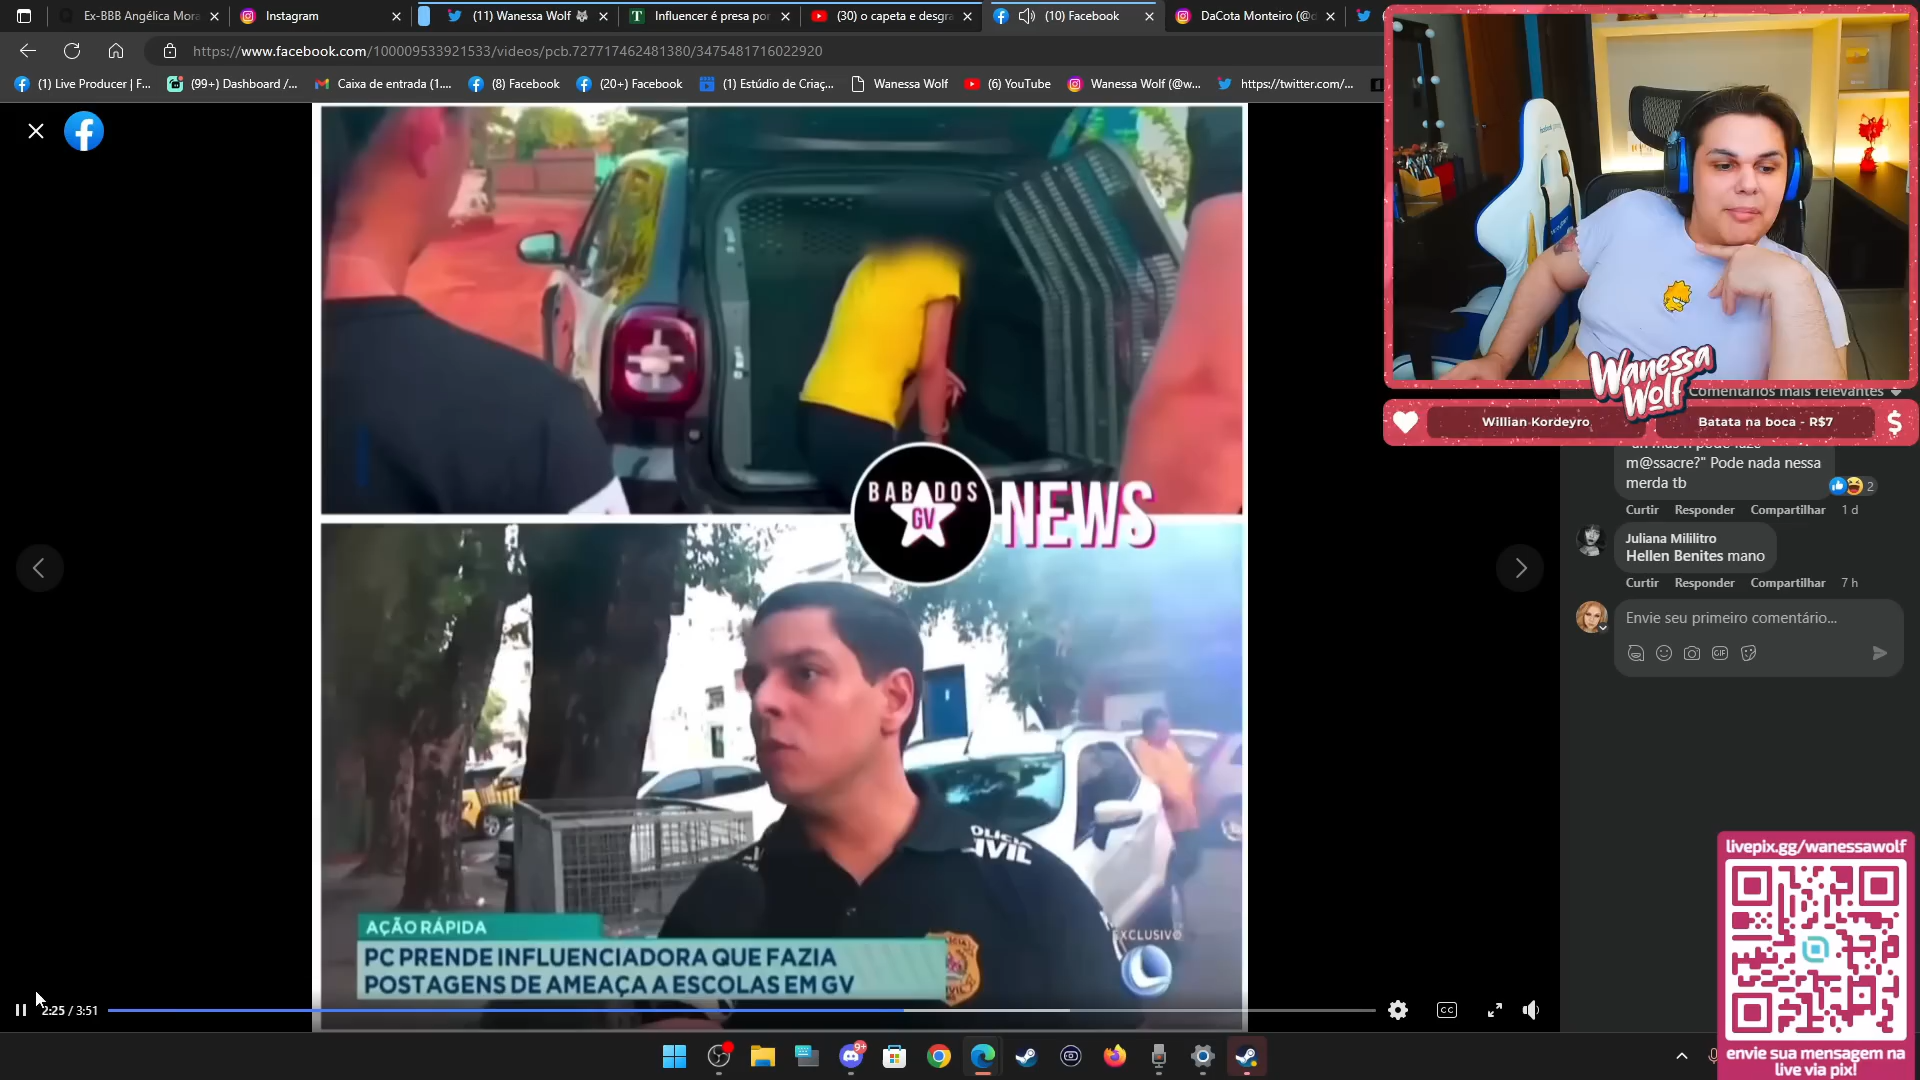 Ex-BBB Angélica Mora
Instagram
(11) Wanessa Wolf
Influencer é presa por
(30) o capeta e desgra
(10) Facebook
DaCota Monteiro (@
https://www.facebook.com/100009533921533/videos/pcb.727717462481380/3475481716022920
(1) Live Producer | F...
(99+) Dashboard /...
Caixa de entrada (1....
(8) Facebook
(20+) Facebook
(1) Estúdio de Criaç...
Wanessa Wolf
(6) YouTube
Wanessa Wolf (@w...
https://twitter.com/...
Wanessa
Wolf
Comentários mais relevantes
Willian Kordeyro
Batata na boca - R$7
m@ssacre?" Pode nada nessa
merda tb
2
Curtir Responder Compartilhar 1 d
Juliana Mililitro
Hellen Benites mano
Curtir Responder Compartilhar 7 h
Envie seu primeiro comentário...
GIF
BABADOS
GV
NEWS
IVIL
EXCLUSIVO
AÇÃO RÁPIDA
PC PRENDE INFLUENCIADORA QUE FAZIA
POSTAGENS DE AMEAÇA A ESCOLAS EM GV
2:25 / 3:51
CC
livepix.gg/wanessawolf
envie sua mensagem na
live via pix!
9+